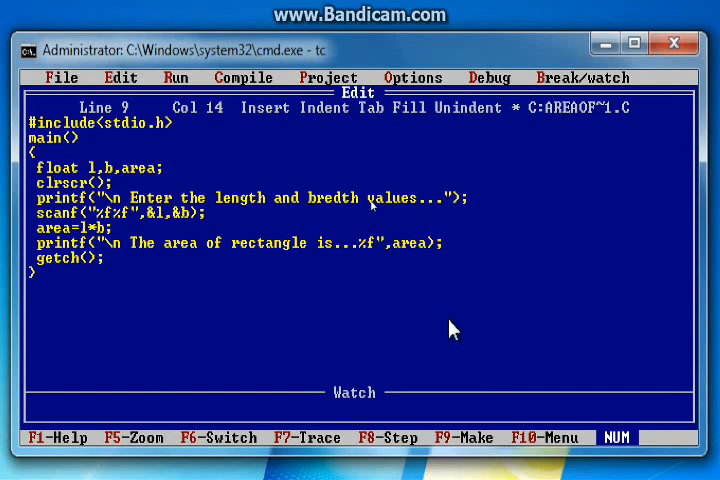 www.Bandicam.com
Administrator: C:\Windows\system32\cmd.exe - tc
File Edit Run Compile Project Options Debug Break/watch
Edit
Line 9 Col 14 Insert Indent Tab Fill Unindent * C:AREAOF~1.C
#include<stdio.h>
main()
{
float l,b,area;
clrscr();
printf("\n Enter the length and bredth values...");
scanf("%f%f",&l,&b);
area=l*b;
printf("\n The area of rectangle is...%f",area);
getch();
}
Watch
F1-Help F5-Zoom F6-Switch F7-Trace F8-Step F9-Make F10-Menu NUM